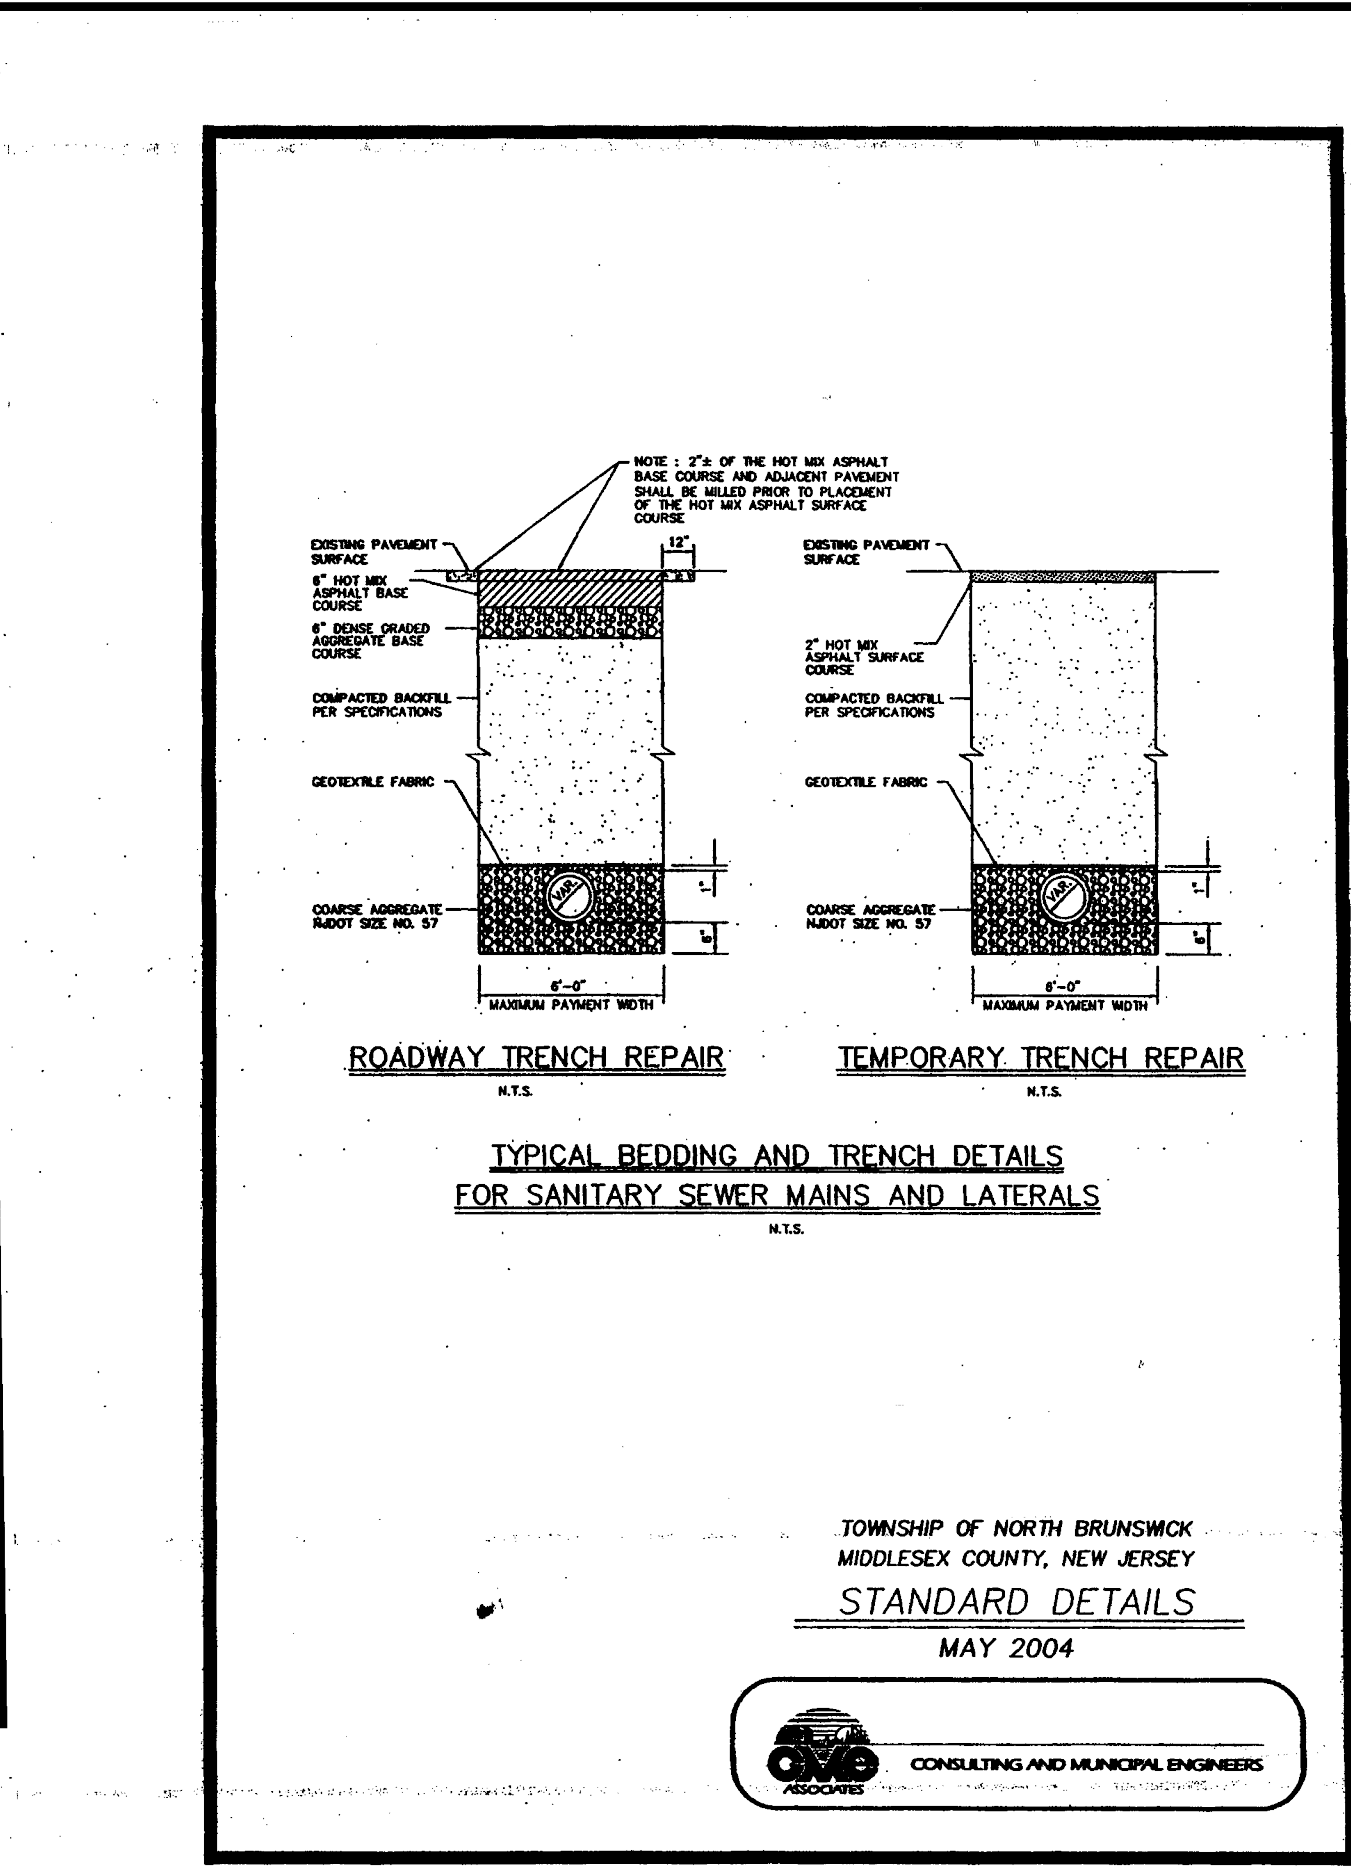 NOTE : 2"± OF THE HOT MIX ASPHALT
BASE COURSE AND ADJACENT PAVEMENT
SHALL BE MILLED PRIOR TO PLACEMENT
OF THE HOT MIX ASPHALT SURFACE
COURSE
12"
EXISTING PAVEMENT
SURFACE
6" HOT MIX
ASPHALT BASE
COURSE
6" DENSE GRADED
AGGREGATE BASE
COURSE
COMPACTED BACKFILL
PER SPECIFICATIONS
GEOTEXTILE FABRIC
VAR.
1"
COARSE AGGREGATE
NJDOT SIZE NO. 57
6"
6'-0"
MAXIMUM PAYMENT WIDTH
ROADWAY TRENCH REPAIR
N.T.S.
EXISTING PAVEMENT
SURFACE
2" HOT MIX
ASPHALT SURFACE
COURSE
COMPACTED BACKFILL
PER SPECIFICATIONS
GEOTEXTILE FABRIC
VAR.
1"
COARSE AGGREGATE
NJDOT SIZE NO. 57
6"
6'-0"
MAXIMUM PAYMENT WIDTH
TEMPORARY TRENCH REPAIR
N.T.S.
TYPICAL BEDDING AND TRENCH DETAILS
FOR SANITARY SEWER MAINS AND LATERALS
N.T.S.
TOWNSHIP OF NORTH BRUNSWICK
MIDDLESEX COUNTY, NEW JERSEY
STANDARD DETAILS
MAY 2004
CME
ASSOCIATES
CONSULTING AND MUNICIPAL ENGINEERS